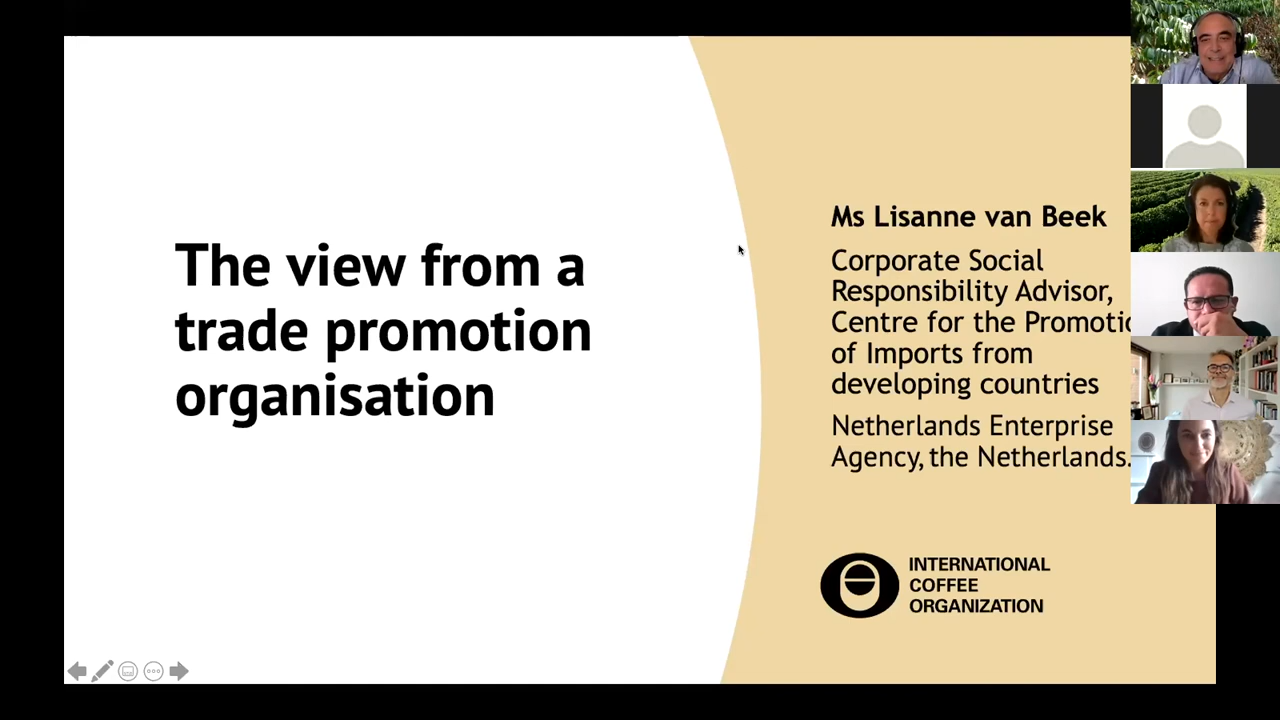 The view from a
trade promotion
organisation
Ms Lisanne van Beek
Corporate Social
Responsibility Advisor,
Centre for the Promotio
of Imports from
developing countries
Netherlands Enterprise
Agency, the Netherlands.
INTERNATIONAL
COFFEE
ORGANIZATION